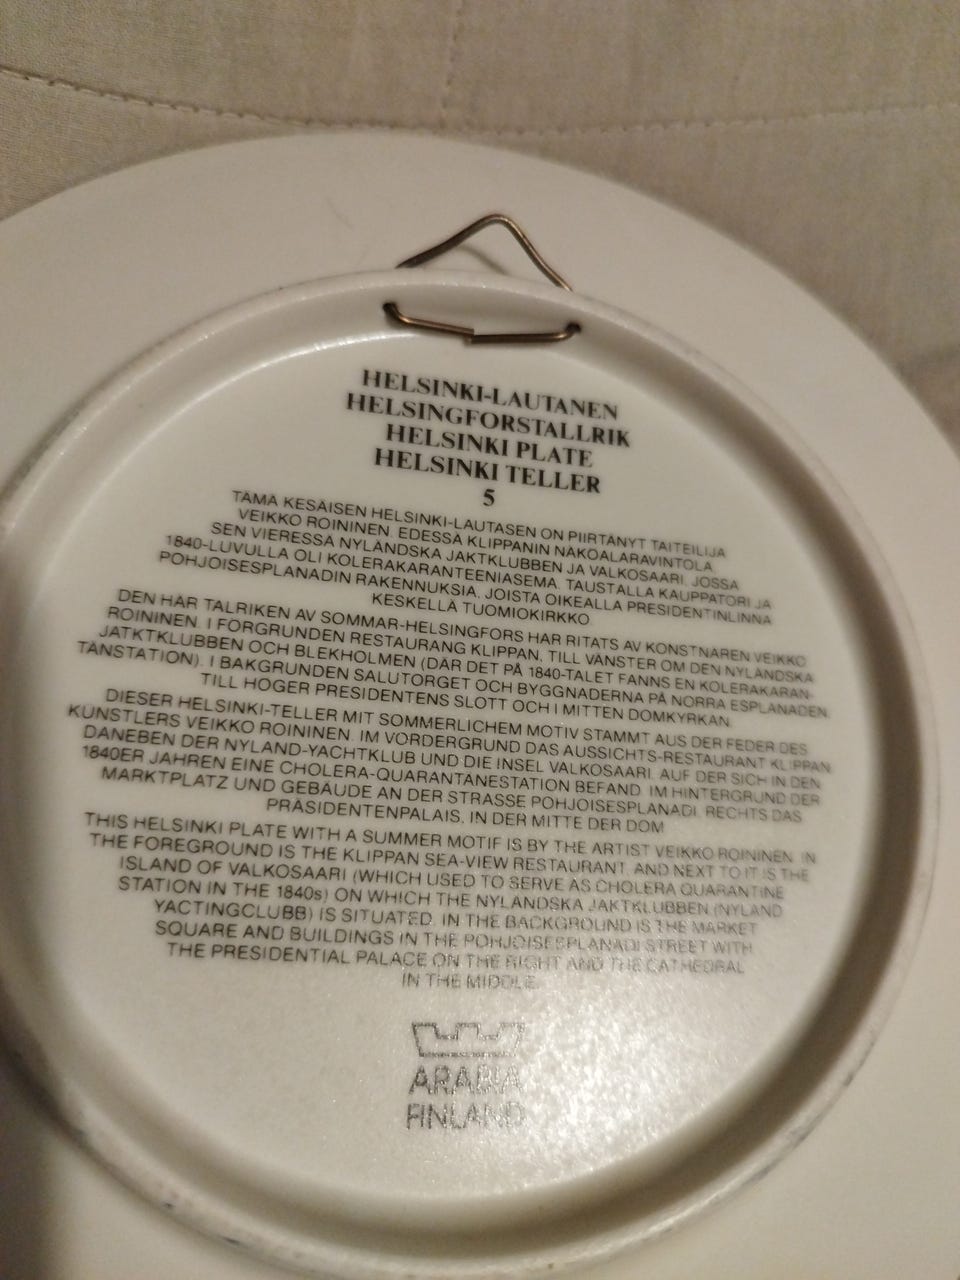 HELSINKI-LAUTANEN
HELSINGFORSTALLRIK
HELSINKI PLATE
HELSINKI TELLER
5
TÄMÄ KESÄISEN HELSINKI-LAUTASEN ON PIIRTÄNYT TAITEILIJA
VEIKKO ROININEN. EDESSÄ KLIPPANIN NÄKÖALARAVINTOLA,
SEN VIERESSÄ NYLÄNDSKA JAKTKLUBBEN JA VALKOSAARI, JOSSA
1840-LUVULLA OLI KOLERAKARANTEENIASEMA. TAUSTALLA KAUPPATORI JA
POHJOISESPLANADIN RAKENNUKSIA, JOISTA OIKEALLA PRESIDENTINLINNA
KESKELLÄ TUOMIOKIRKKO
DEN HÄR TALRIKEN AV SOMMAR-HELSINGFORS HAR RITATS AV KONSTNÄREN VEIKKO
ROININEN. I FÖRGRUNDEN RESTAURANG KLIPPAN, TILL VÄNSTER OM DEN NYLÄNDSKA
JATKTKLUBBEN OCH BLEKHOLMEN (DÄR DET PÅ 1840-TALET FANNS EN KOLERAKARAN-
TÄNSTATION). I BAKGRUNDEN SALUTORGET OCH BYGGNADERNA PÅ NORRA ESPLANADEN,
TILL HÖGER PRESIDENTENS SLOTT OCH I MITTEN DOMKYRKAN
DIESER HELSINKI-TELLER MIT SOMMERLICHEM MOTIV STAMMT AUS DER FEDER DES
KÜNSTLERS VEIKKO ROININEN. IM VORDERGRUND DAS AUSSICHTS-RESTAURANT KLIPPAN,
DANEBEN DER NYLAND-YACHTKLUB UND DIE INSEL VALKOSAARI, AUF DER SICH IN DEN
1840ER JAHREN EINE CHOLERA-QUARANTÄNESTATION BEFAND. IM HINTERGRUND DER
MARKTPLATZ UND GEBÄUDE AN DER STRASSE POHJOISESPLANADI, RECHTS DAS
PRÄSIDENTENPALAIS, IN DER MITTE DER DOM
THIS HELSINKI PLATE WITH A SUMMER MOTIF IS BY THE ARTIST VEIKKO ROININEN. IN
THE FOREGROUND IS THE KLIPPAN SEA-VIEW RESTAURANT, AND NEXT TO IT IS THE
ISLAND OF VALKOSAARI (WHICH USED TO SERVE AS CHOLERA QUARANTINE
STATION IN THE 1840s) ON WHICH THE NYLÄNDSKA JAKTKLUBBEN (NYLAND
YACTINGCLUBB) IS SITUATED. IN THE BACKGROUND IS THE MARKET
SQUARE AND BUILDINGS IN THE POHJOISESPLANADI STREET WITH
THE PRESIDENTIAL PALACE ON THE RIGHT AND THE CATHEDRAL
IN THE MIDDLE.
ARABIA
FINLAND